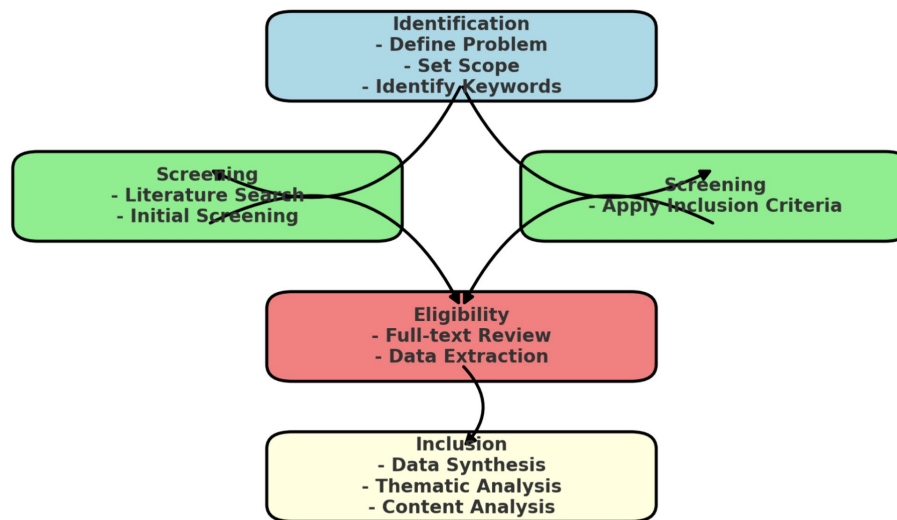 Identification
- Define Problem
- Set Scope
- Identify Keywords
Screening
- Literature Search
- Initial Screening
Screening
- Apply Inclusion Criteria
Eligibility
- Full-text Review
- Data Extraction
Inclusion
- Data Synthesis
- Thematic Analysis
- Content Analysis